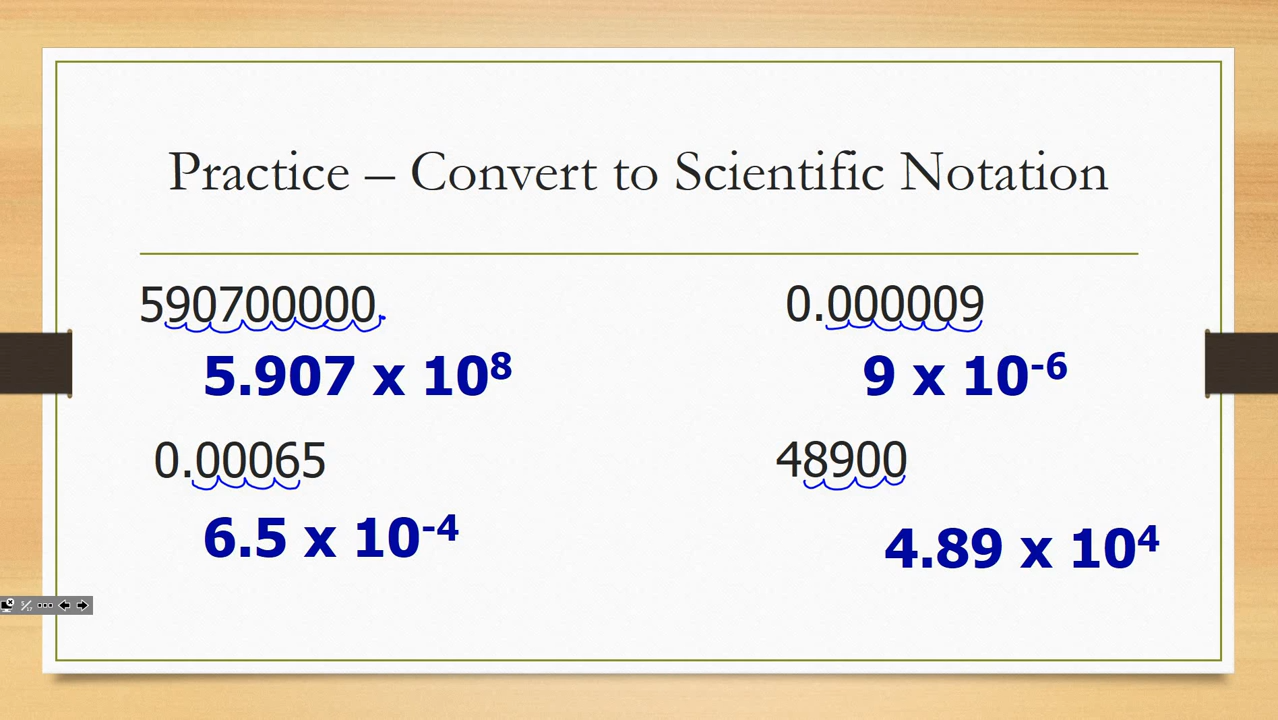 Practice – Convert to Scientific Notation
590700000.
5.907 x 10⁸
0.000009
9 x 10⁻⁶
0.00065
6.5 x 10⁻⁴
48900
4.89 x 10⁴